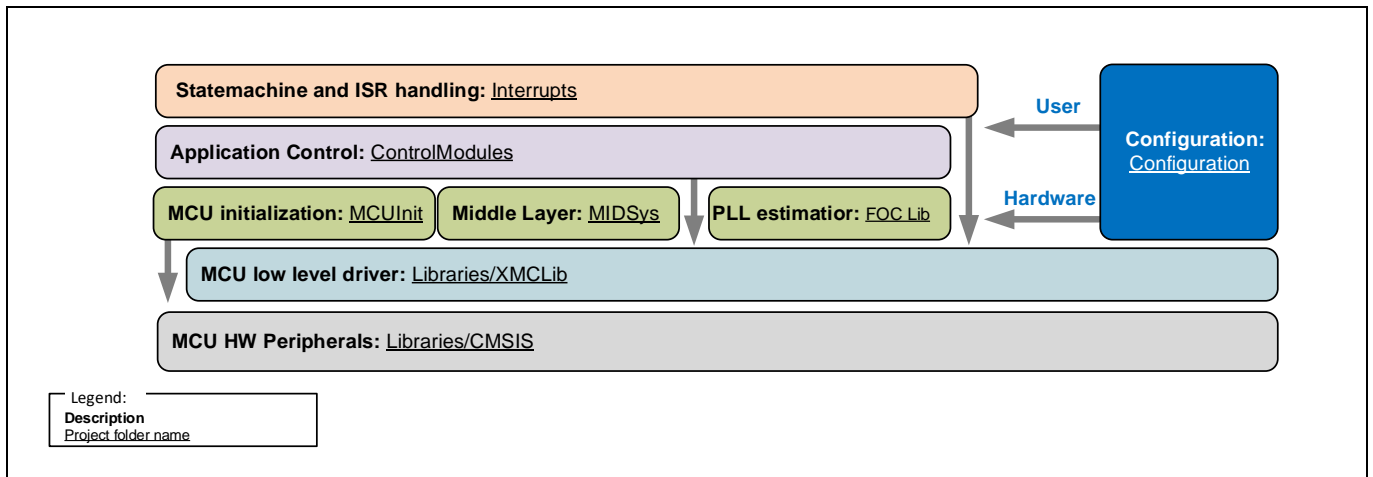 Statemachine and ISR handling: Interrupts
User
Configuration:
Configuration
Application Control: ControlModules
MCU initialization: MCUInit
Middle Layer: MIDSys
PLL estimatior: FOC Lib
Hardware
MCU low level driver: Libraries/XMCLib
MCU HW Peripherals: Libraries/CMSIS
Legend:
Description
Project folder name